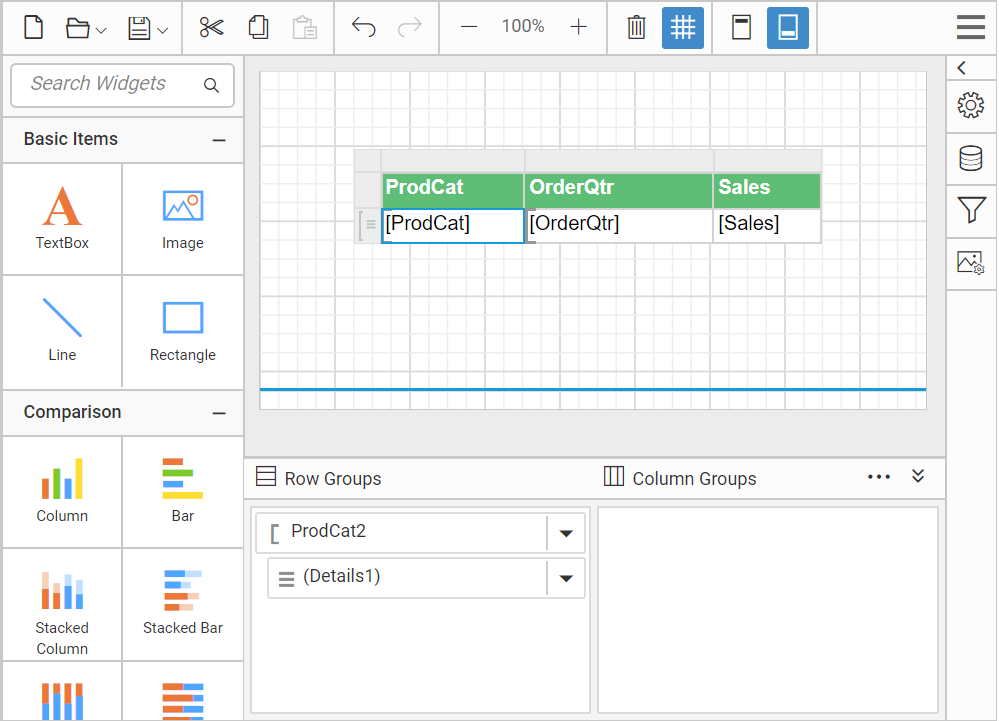 100%
Search Widgets
Basic Items
TextBox
Image
Line
Rectangle
Comparison
Column
Bar
Stacked
Column
Stacked Bar
ProdCat OrderQtr Sales
[ProdCat] [OrderQtr] [Sales]
Row Groups
Column Groups
ProdCat2
(Details1)